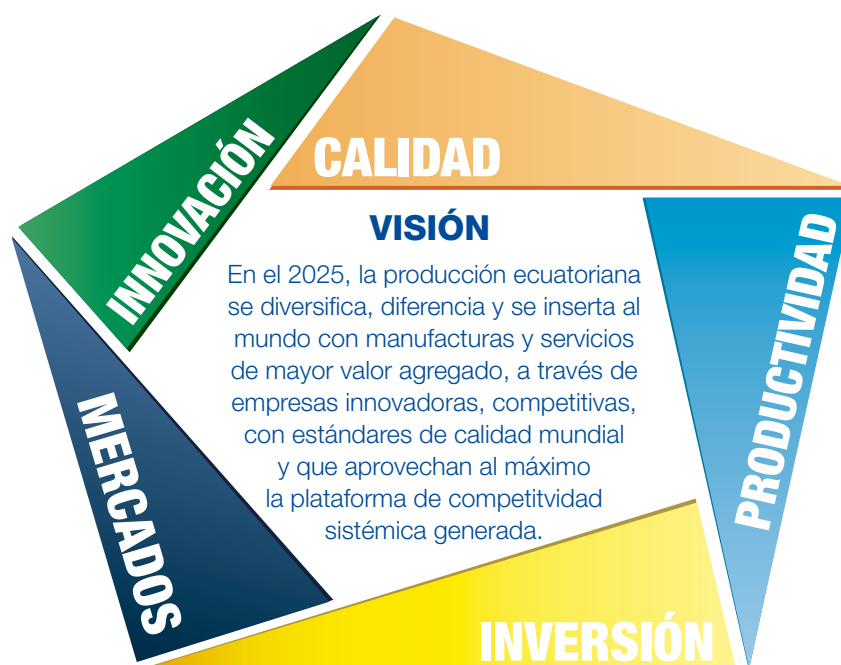 INNOVACIÓN
CALIDAD
PRODUCTIVIDAD
VISIÓN
En el 2025, la producción ecuatoriana
se diversifica, diferencia y se inserta al
mundo con manufacturas y servicios
de mayor valor agregado, a través de
empresas innovadoras, competitivas,
con estándares de calidad mundial
y que aprovechan al máximo
la plataforma de competitvidad
sistémica generada.
MERCADOS
INVERSIÓN